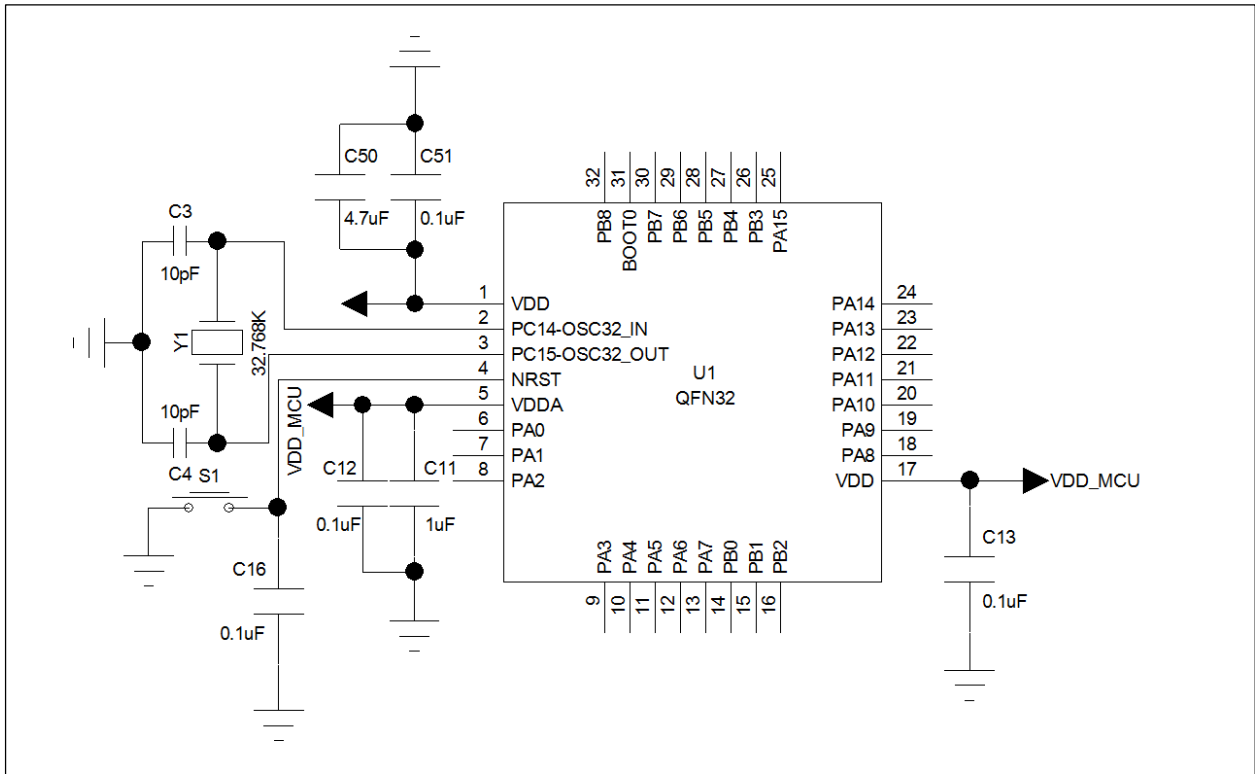 C50
C51
4.7uF
0.1uF
C3
10pF
Y1
32.768K
10pF
C4
S1
C16
0.1uF
VDD_MCU
C12
C11
0.1uF
1uF
32
31
30
29
28
27
26
25
PB8
BOOT0
PB7
PB6
PB5
PB4
PB3
PA15
1 VDD
2 PC14-OSC32_IN
3 PC15-OSC32_OUT
4 NRST
5 VDDA
6 PA0
7 PA1
8 PA2
U1
QFN32
PA14 24
PA13 23
PA12 22
PA11 21
PA10 20
PA9 19
PA8 18
VDD 17
VDD_MCU
C13
0.1uF
PA3
PA4
PA5
PA6
PA7
PB0
PB1
PB2
9
10
11
12
13
14
15
16